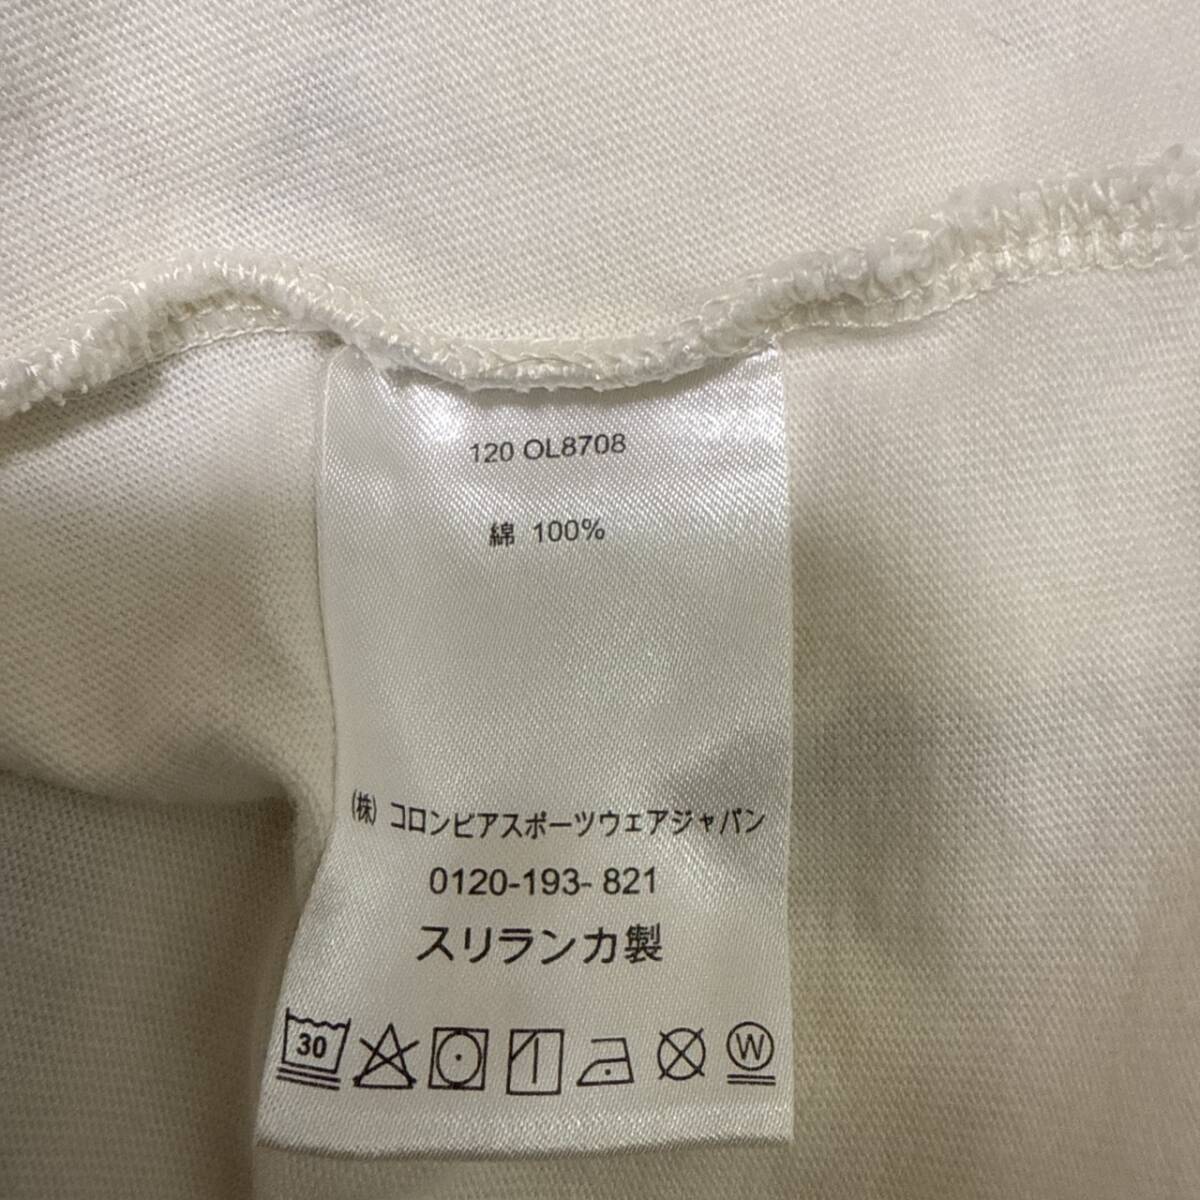 120 OL8708
綿 100%
(株) コロンビアスポーツウェアジャパン
0120-193- 821
スリランカ製
30 W